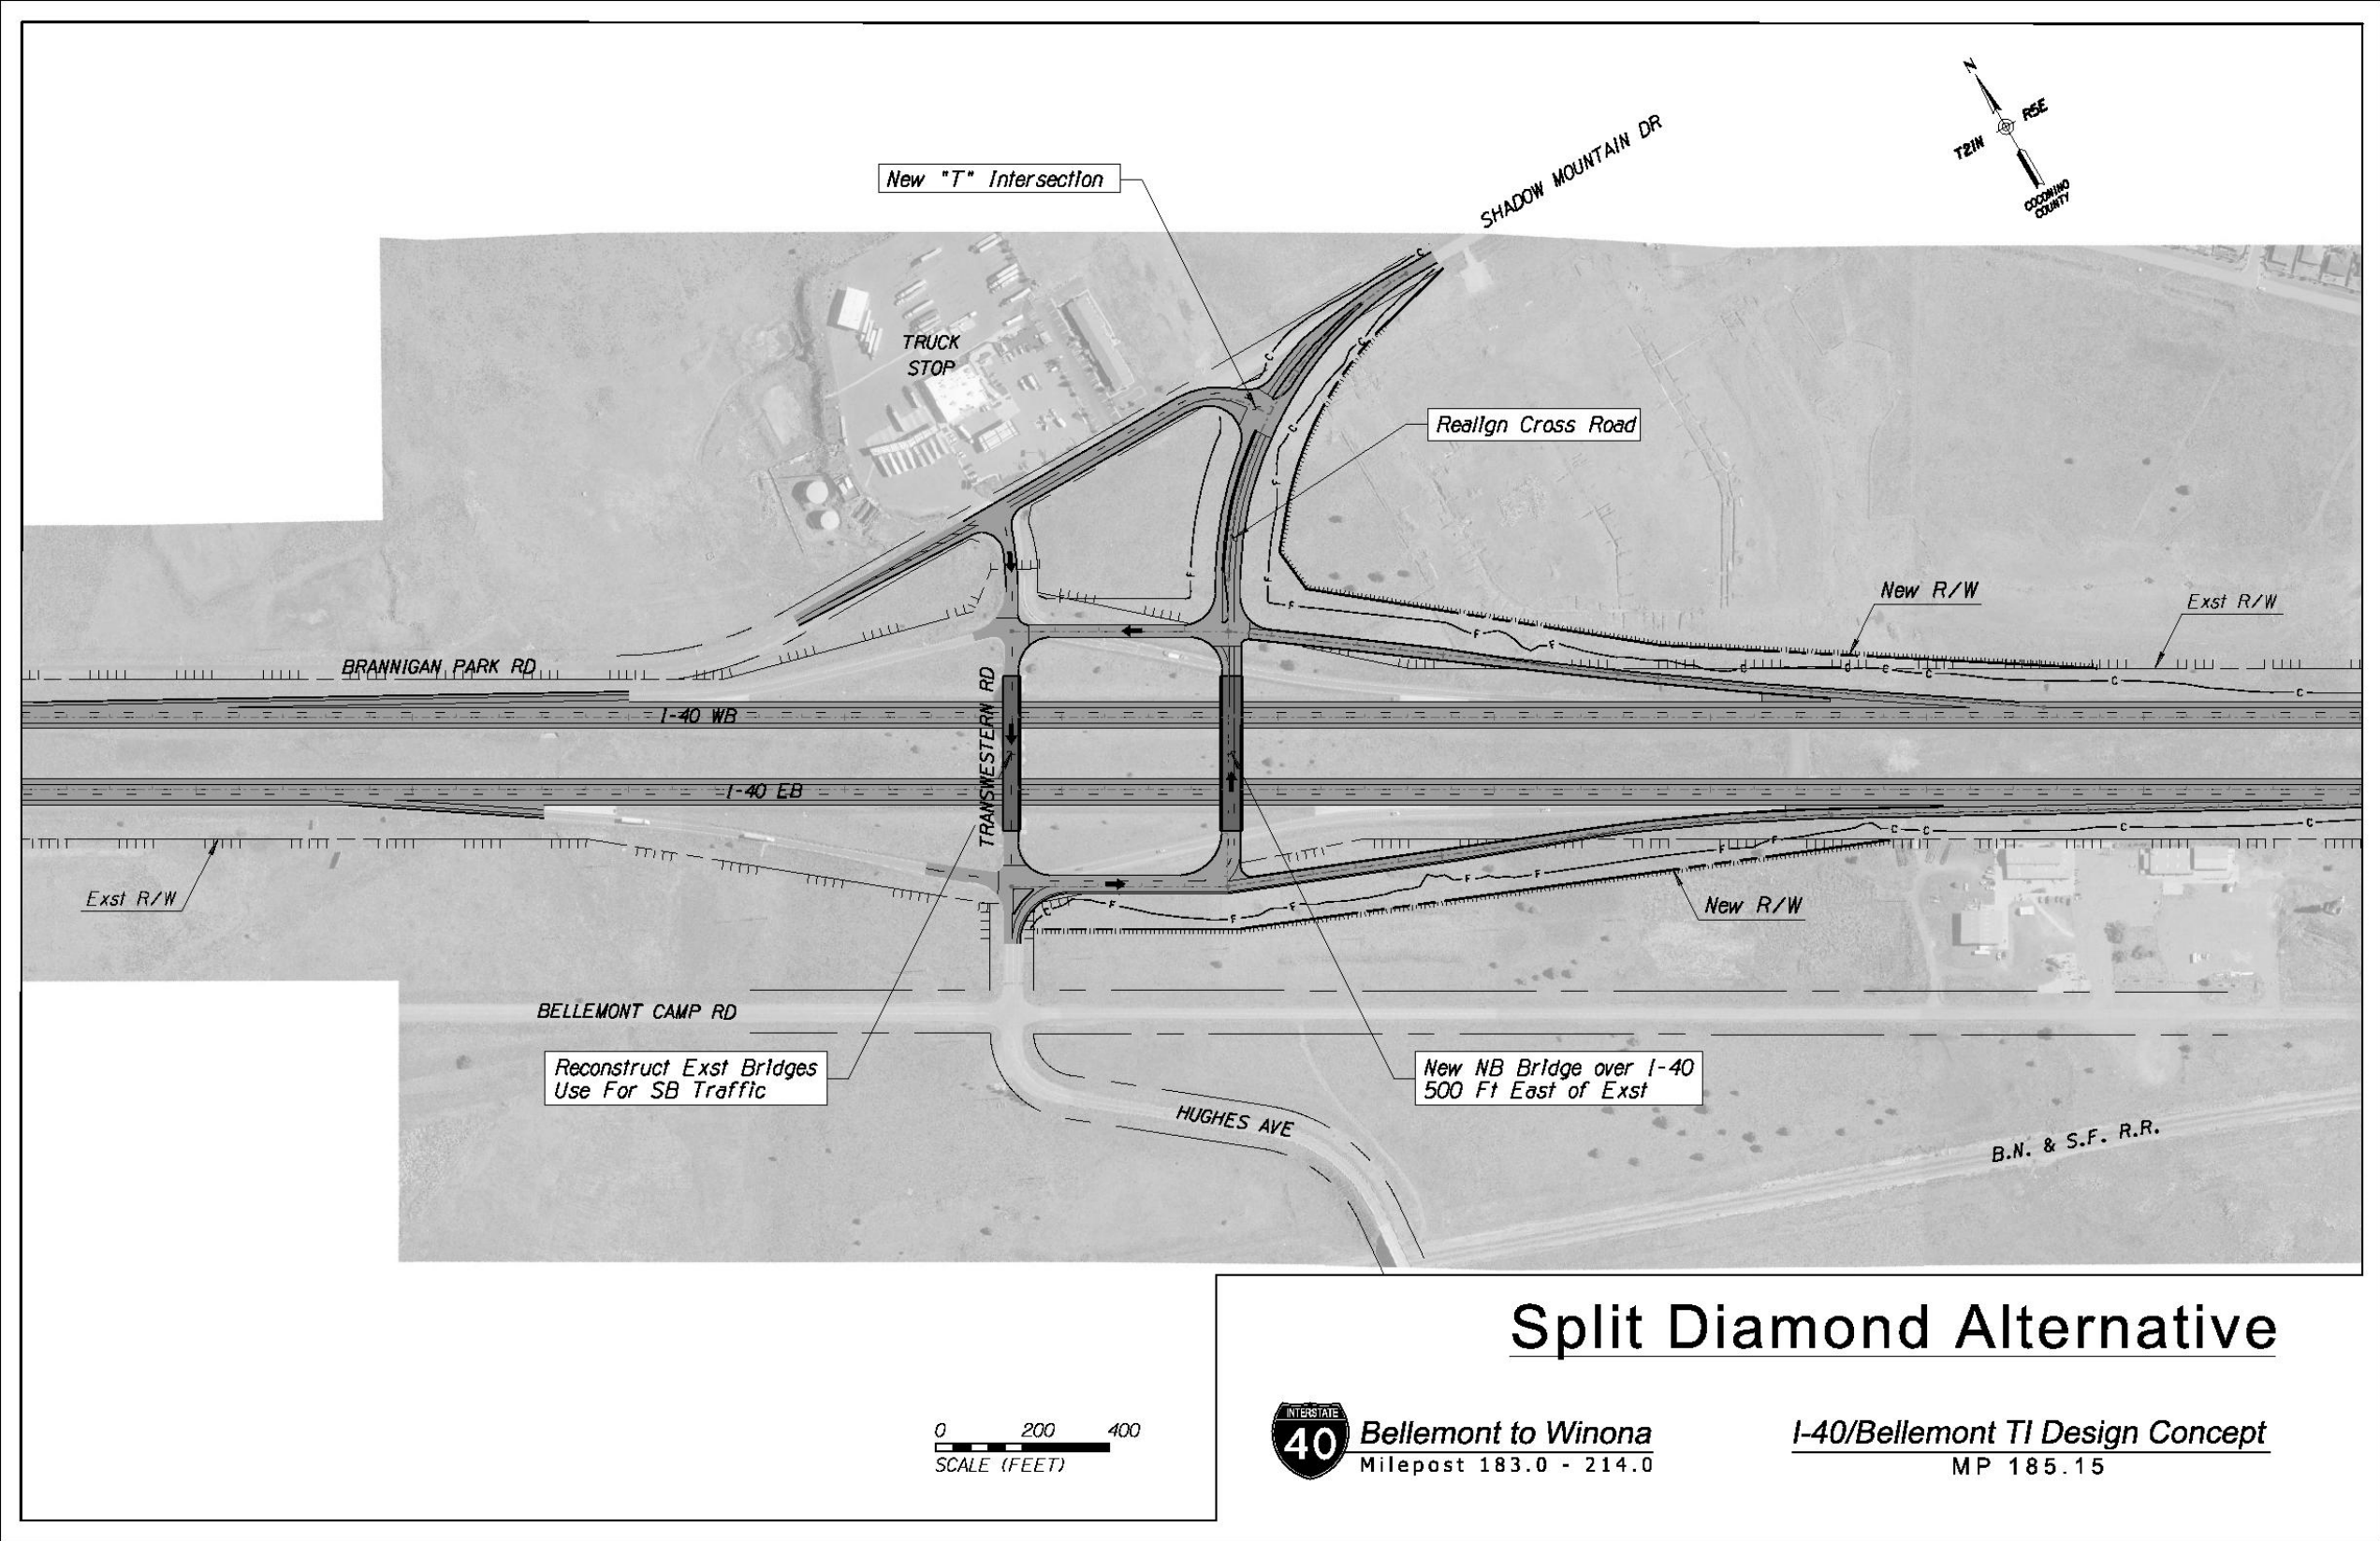 N
R5E
T21N
COCONINO
COUNTY
SHADOW MOUNTAIN DR
New "T" Intersection
TRUCK
STOP
Realign Cross Road
New R/W
Exst R/W
BRANNIGAN PARK RD
I-40 WB
TRANSWESTERN RD
I-40 EB
Exst R/W
New R/W
BELLEMONT CAMP RD
Reconstruct Exst Bridges
Use For SB Traffic
New NB Bridge over I-40
500 Ft East of Exst
HUGHES AVE
B.N. & S.F. R.R.
Split Diamond Alternative
0 200 400
SCALE (FEET)
INTERSTATE
40
Bellemont to Winona
Milepost 183.0 - 214.0
I-40/Bellemont TI Design Concept
MP 185.15